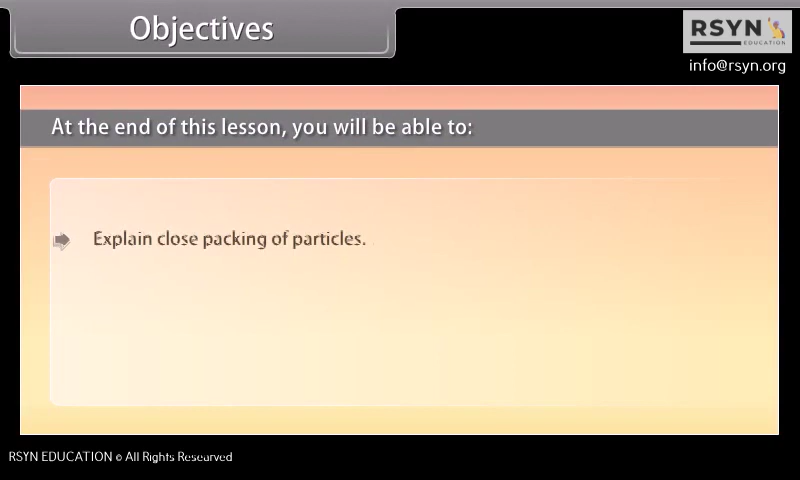 Objectives
RSYN
EDUCATION
info@rsyn.org
At the end of this lesson, you will be able to:
Explain close packing of particles.
RSYN EDUCATION © All Rights Researved